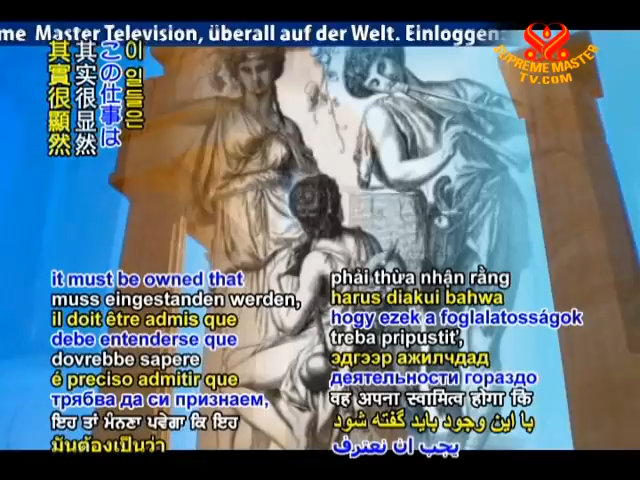 me Master Television, überall auf der Welt. Einloggen:
SUPREME MASTER
TV.COM
이 일들은
この仕事は
其实很显然
其實很顯然
it must be owned that
muss eingestanden werden,
il doit être admis que
debe entenderse que
dovrebbe sapere
é preciso admitir que
трябва да си признаем,
ਇਹ ਤਾਂ ਮੰਨਣਾ ਪਵੇਗਾ ਕਿ ਇਹ
มันต้องเป็นว่า
phải thừa nhận rằng
harus diakui bahwa
hogy ezek a foglalatosságok
treba pripustiť,
эдгээр ажилчдад
деятельности гораздо
वह अपना स्वामित्व होगा कि
با این وجود باید گفته شود
يجب ان نعترف